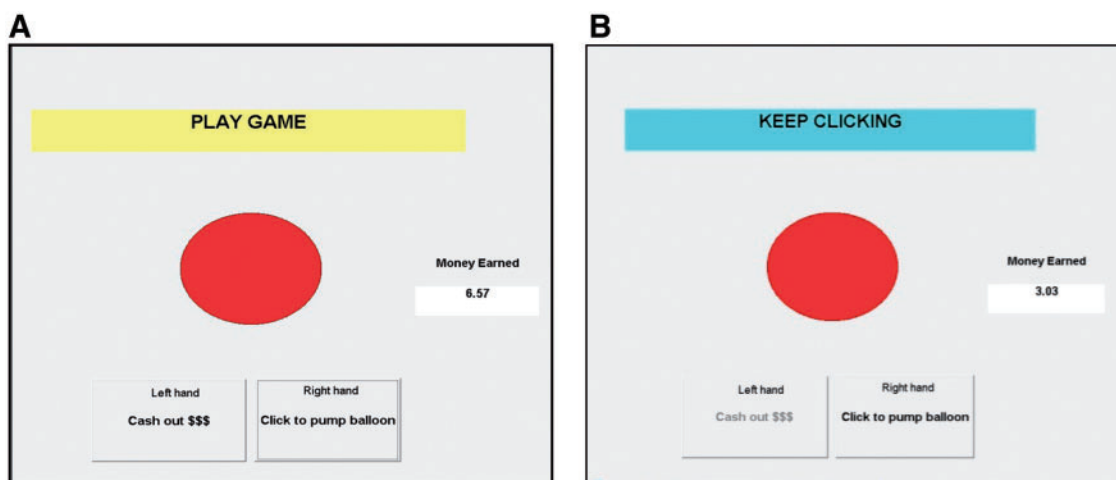 A
PLAY GAME
Money Earned
6.57
Left hand
Cash out $$$
Right hand
Click to pump balloon
B
KEEP CLICKING
Money Earned
3.03
Left hand
Cash out $$$
Right hand
Click to pump balloon